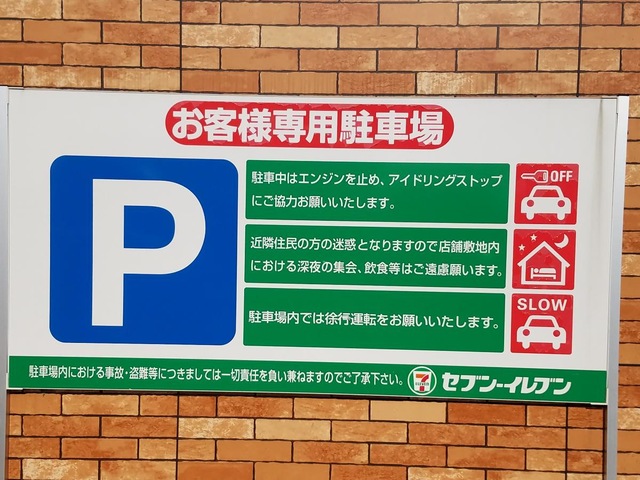 お客様専用駐車場
P
駐車中はエンジンを止め、アイドリングストップ
にご協力お願いいたします。
OFF
近隣住民の方の迷惑となりますので店舗敷地内
における深夜の集会、飲食等はご遠慮願います。
駐車場内では徐行運転をお願いいたします。
SLOW
駐車場内における事故・盗難等につきましては一切責任を負い兼ねますのでご了承下さい。
7 ELEVEn
セブン-イレブン